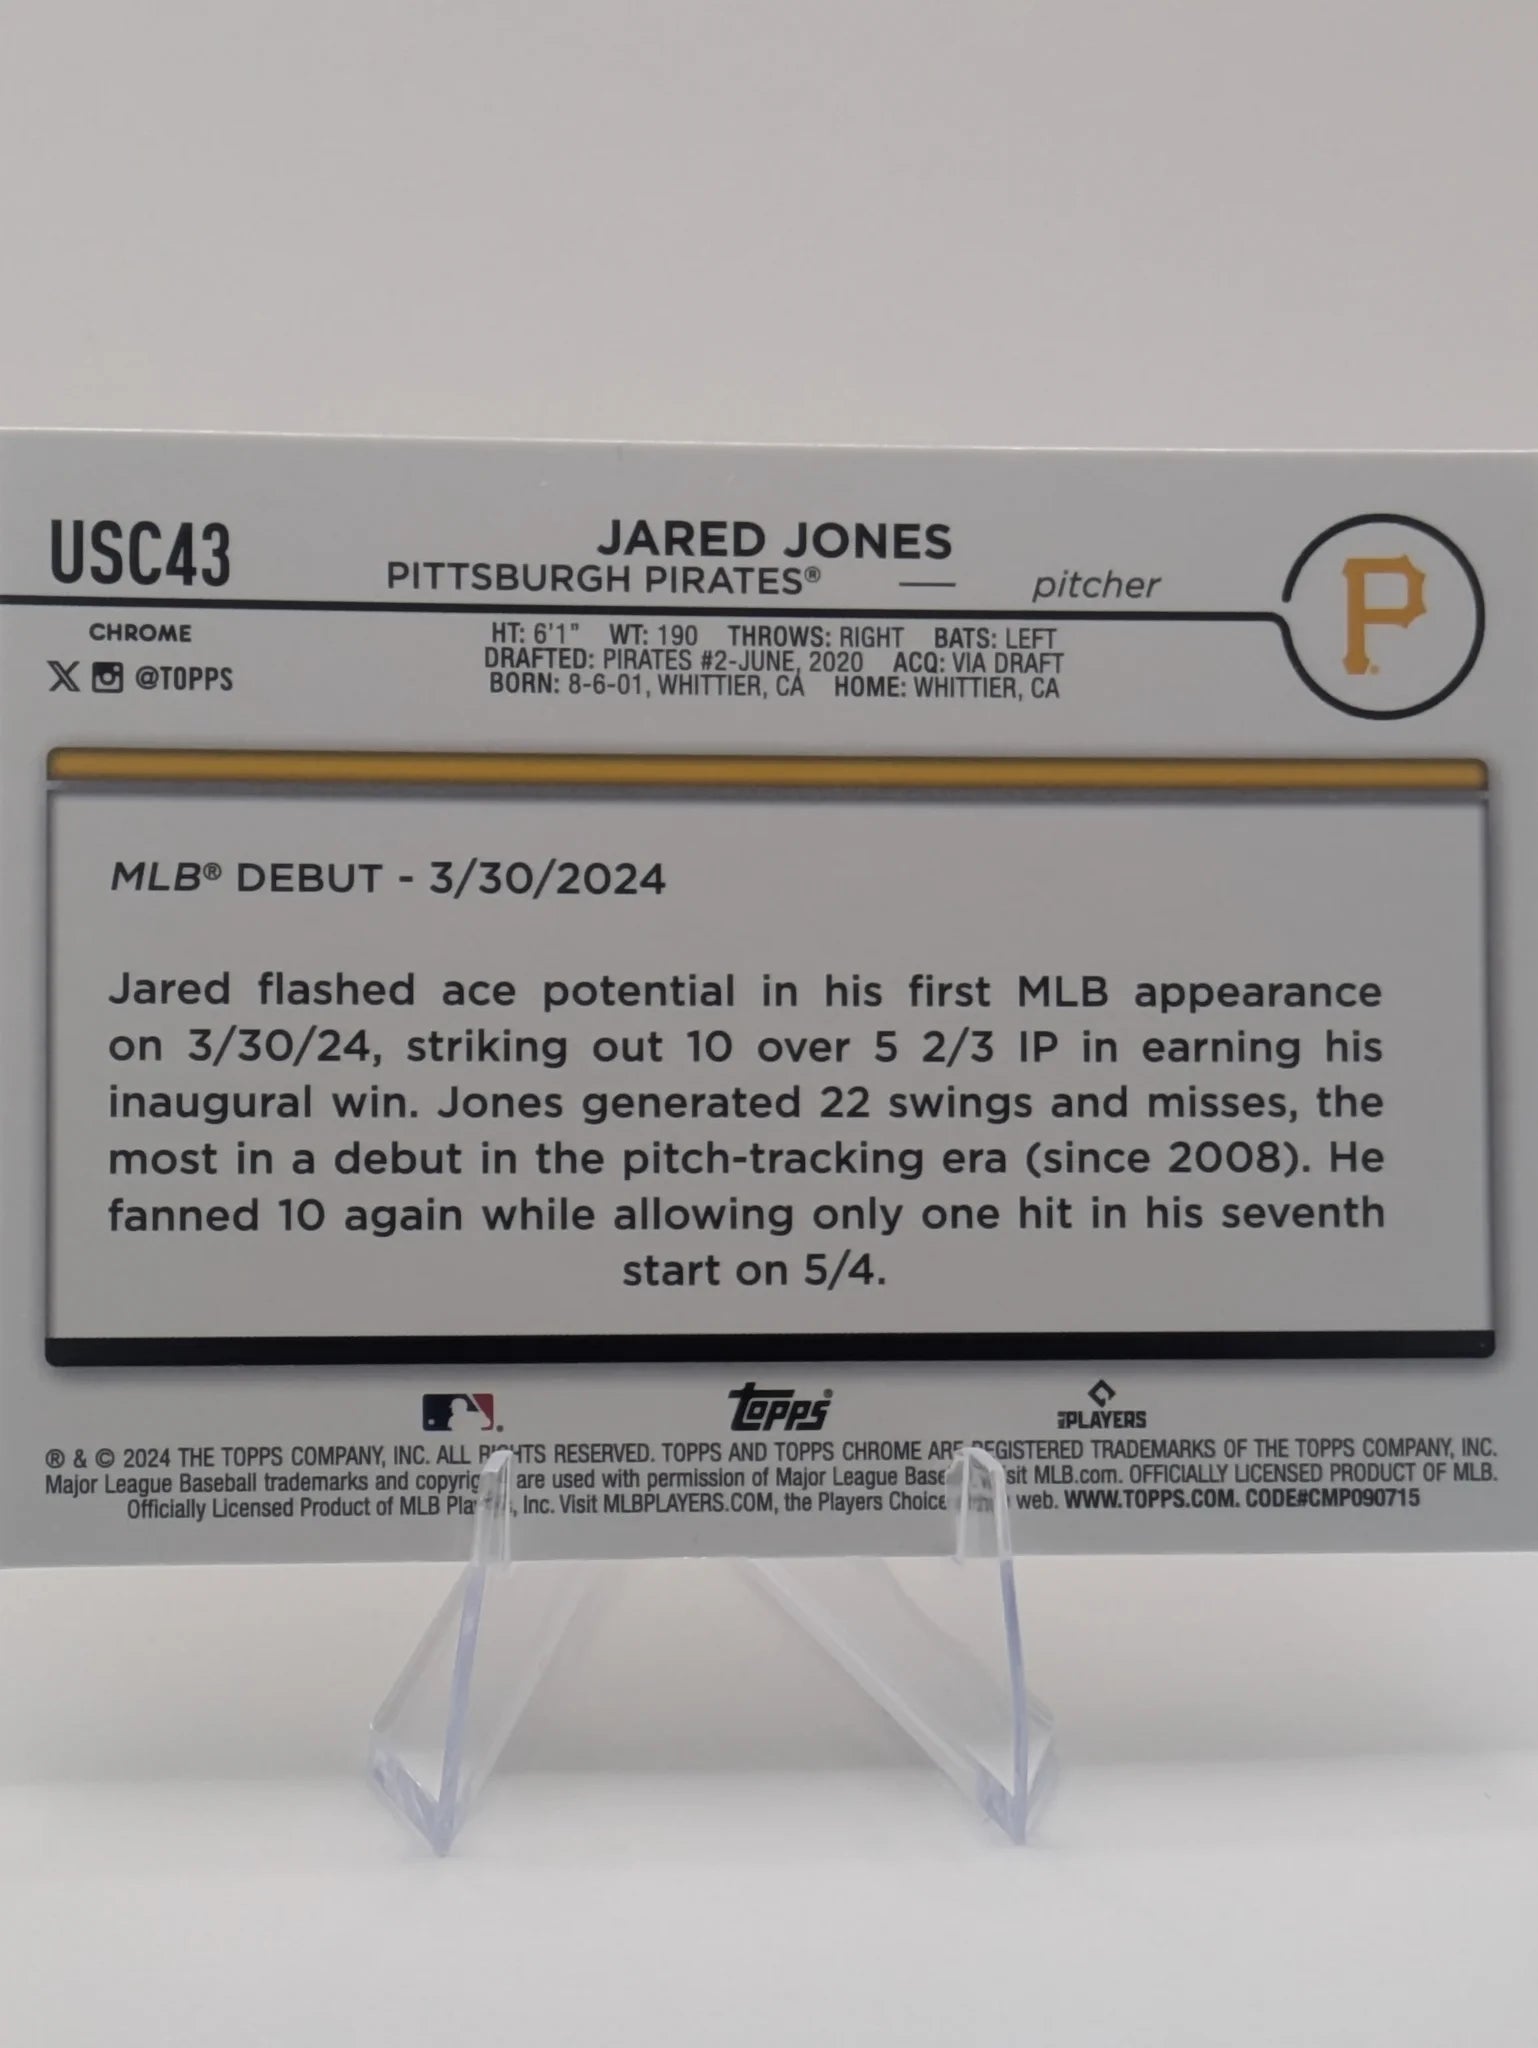 USC43
JARED JONES
PITTSBURGH PIRATES® — pitcher
P
CHROME
@TOPPS
HT: 6'1" WT: 190 THROWS: RIGHT BATS: LEFT
DRAFTED: PIRATES #2-JUNE, 2020 ACQ: VIA DRAFT
BORN: 8-6-01, WHITTIER, CA HOME: WHITTIER, CA
MLB® DEBUT - 3/30/2024
Jared flashed ace potential in his first MLB appearance
on 3/30/24, striking out 10 over 5 2/3 IP in earning his
inaugural win. Jones generated 22 swings and misses, the
most in a debut in the pitch-tracking era (since 2008). He
fanned 10 again while allowing only one hit in his seventh
start on 5/4.
topps®
PLAYERS
® & © 2024 THE TOPPS COMPANY, INC. ALL RIGHTS RESERVED. TOPPS AND TOPPS CHROME ARE REGISTERED TRADEMARKS OF THE TOPPS COMPANY, INC.
Major League Baseball trademarks and are used with permission of Major League MLB.com. OFFICIALLY LICENSED PRODUCT OF MLB.
Officially Licensed Product of MLB Inc. Visit MLBPLAYERS.COM, the Players Choice web. WWW.TOPPS.COM. CODE#CMP090715